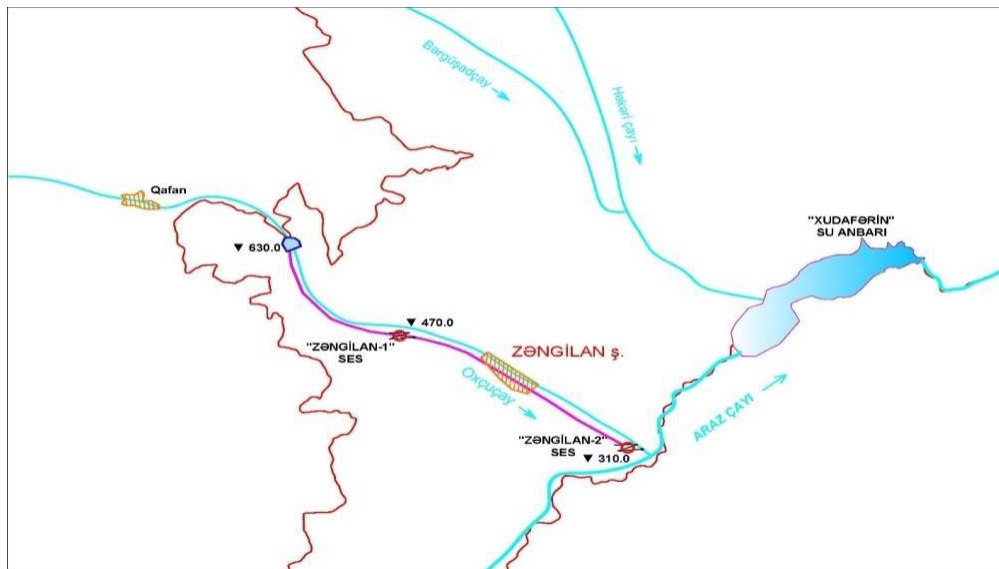 Bərgüşadçay
Həkəri çayı
Qafan
"XUDAFƏRİN"
SU ANBARI
630.0
470.0
"ZƏNGİLAN-1"
SES
ZƏNGİLAN ş.
Oxçuçay
ARAZ ÇAYI
"ZƏNGİLAN-2"
SES
310.0